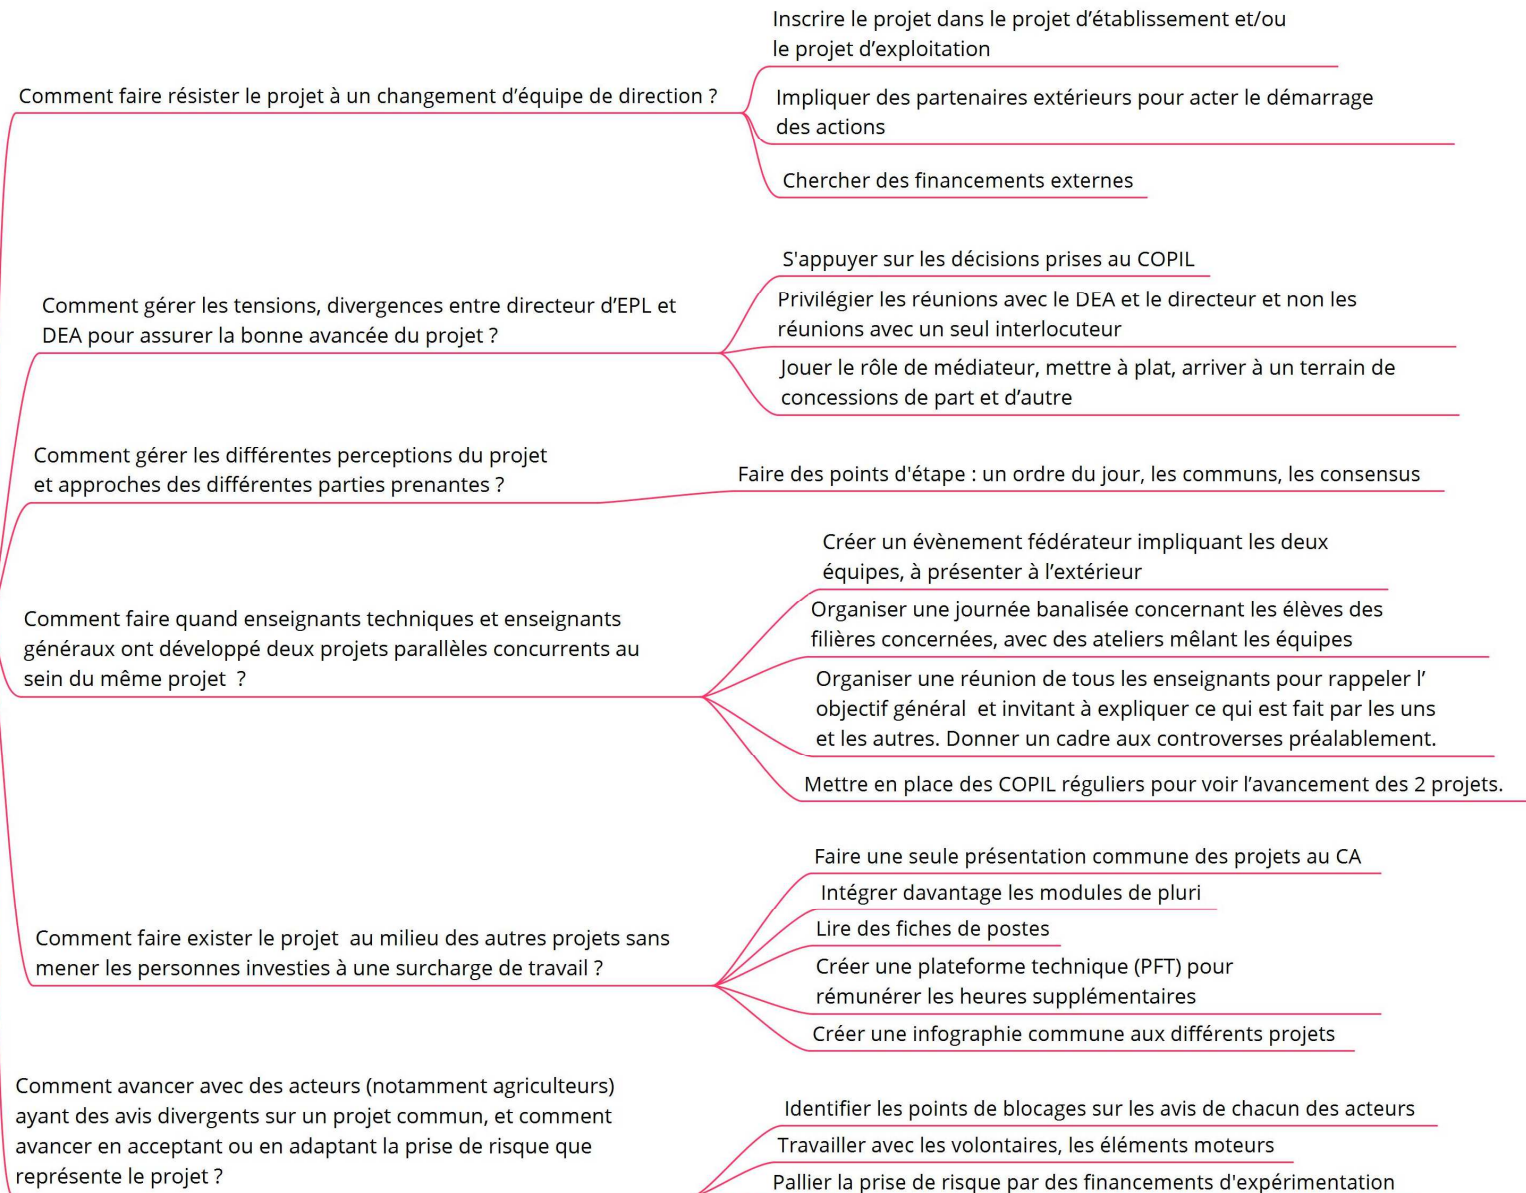 Comment faire résister le projet à un changement d’équipe de direction ?
Inscrire le projet dans le projet d’établissement et/ou
le projet d’exploitation
Impliquer des partenaires extérieurs pour acter le démarrage
des actions
Chercher des financements externes
Comment gérer les tensions, divergences entre directeur d’EPL et
DEA pour assurer la bonne avancée du projet ?
S'appuyer sur les décisions prises au COPIL
Privilégier les réunions avec le DEA et le directeur et non les
réunions avec un seul interlocuteur
Jouer le rôle de médiateur, mettre à plat, arriver à un terrain de
concessions de part et d’autre
Comment gérer les différentes perceptions du projet
et approches des différentes parties prenantes ?
Faire des points d'étape : un ordre du jour, les communs, les consensus
Comment faire quand enseignants techniques et enseignants
généraux ont développé deux projets parallèles concurrents au
sein du même projet  ?
Créer un évènement fédérateur impliquant les deux
équipes, à présenter à l’extérieur
Organiser une journée banalisée concernant les élèves des
filières concernées, avec des ateliers mêlant les équipes
Organiser une réunion de tous les enseignants pour rappeler l’
objectif général  et invitant à expliquer ce qui est fait par les uns
et les autres. Donner un cadre aux controverses préalablement.
Mettre en place des COPIL réguliers pour voir l’avancement des 2 projets.
Comment faire exister le projet  au milieu des autres projets sans
mener les personnes investies à une surcharge de travail ?
Faire une seule présentation commune des projets au CA
Intégrer davantage les modules de pluri
Lire des fiches de postes
Créer une plateforme technique (PFT) pour
rémunérer les heures supplémentaires
Créer une infographie commune aux différents projets
Comment avancer avec des acteurs (notamment agriculteurs)
ayant des avis divergents sur un projet commun, et comment
avancer en acceptant ou en adaptant la prise de risque que
représente le projet ?
Identifier les points de blocages sur les avis de chacun des acteurs
Travailler avec les volontaires, les éléments moteurs
Pallier la prise de risque par des financements d'expérimentation